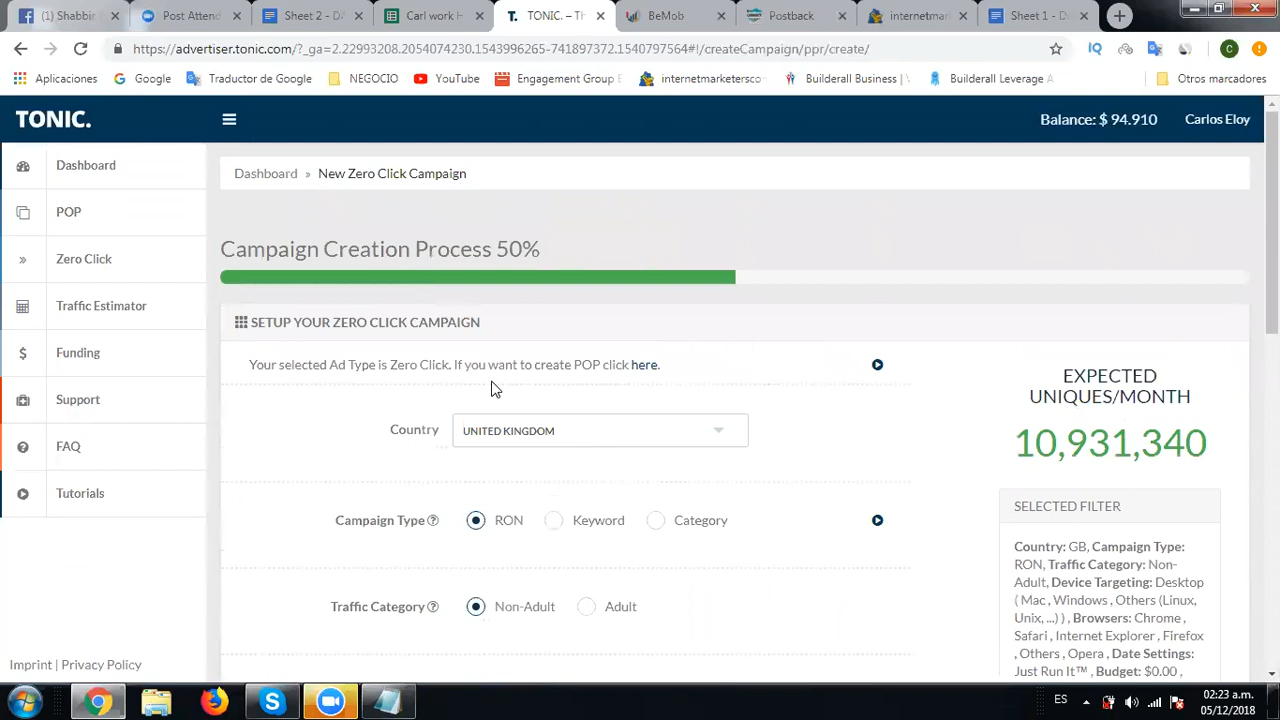 (1) Shabbir
Post Attend
Sheet 2 - DA
Carl work H
TONIC. – Th
BeMob
Postback
internetmar
Sheet 1 - D
https://advertiser.tonic.com/?_ga=2.22993208.2054074230.1543996265-741897372.1540797564#!/createCampaign/ppr/create/
Aplicaciones
Google
Traductor de Google
NEGOCIO
YouTube
Engagement Group E
internetmarketersco
Builderall Business | V
Builderall Leverage A
Otros marcadores
TONIC.
Balance: $ 94.910
Carlos Eloy
Dashboard
POP
Zero Click
Traffic Estimator
Funding
Support
FAQ
Tutorials
Imprint | Privacy Policy
Dashboard » New Zero Click Campaign
Campaign Creation Process 50%
SETUP YOUR ZERO CLICK CAMPAIGN
Your selected Ad Type is Zero Click. If you want to create POP click here.
Country UNITED KINGDOM
Campaign Type RON Keyword Category
Traffic Category Non-Adult Adult
EXPECTED
UNIQUES/MONTH
10,931,340
SELECTED FILTER
Country: GB, Campaign Type:
RON, Traffic Category: Non-
Adult, Device Targeting: Desktop
( Mac , Windows , Others (Linux,
Unix, ...) ) , Browsers: Chrome ,
Safari , Internet Explorer , Firefox
, Others , Opera , Date Settings:
Just Run It™ , Budget: $0.00 ,
ES
02:23 a.m.
05/12/2018